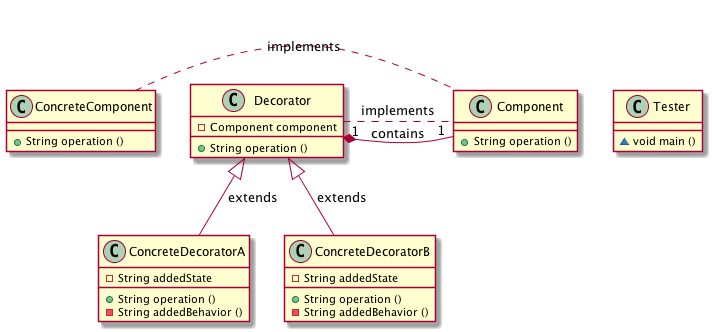 implements
C ConcreteComponent
String operation ()
C Decorator
Component component
String operation ()
implements
1 contains 1
C Component
String operation ()
C Tester
void main ()
extends
extends
C ConcreteDecoratorA
String addedState
String operation ()
String addedBehavior ()
C ConcreteDecoratorB
String addedState
String operation ()
String addedBehavior ()